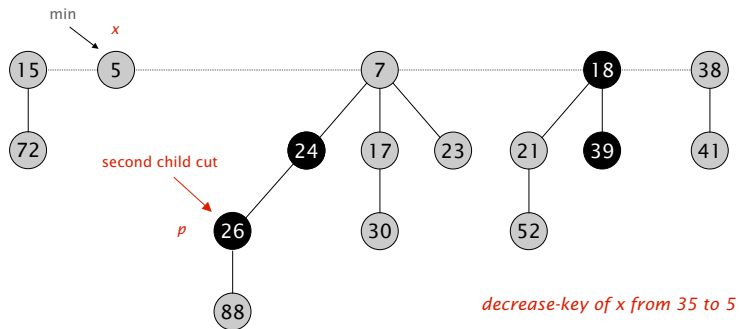 min
x
15 5 7 18 38
72 24 17 23 21 39 41
second child cut
p 26 30 52
88
decrease-key of x from 35 to 5